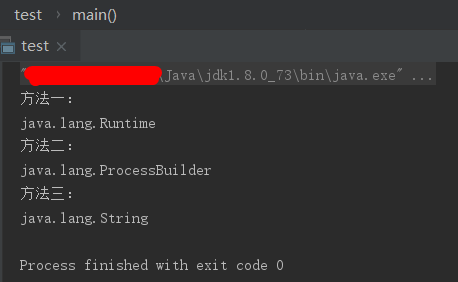 test › main()
test ×
" \Java\jdk1.8.0_73\bin\java.exe" ...
方法一：
java.lang.Runtime
方法二：
java.lang.ProcessBuilder
方法三：
java.lang.String
Process finished with exit code 0